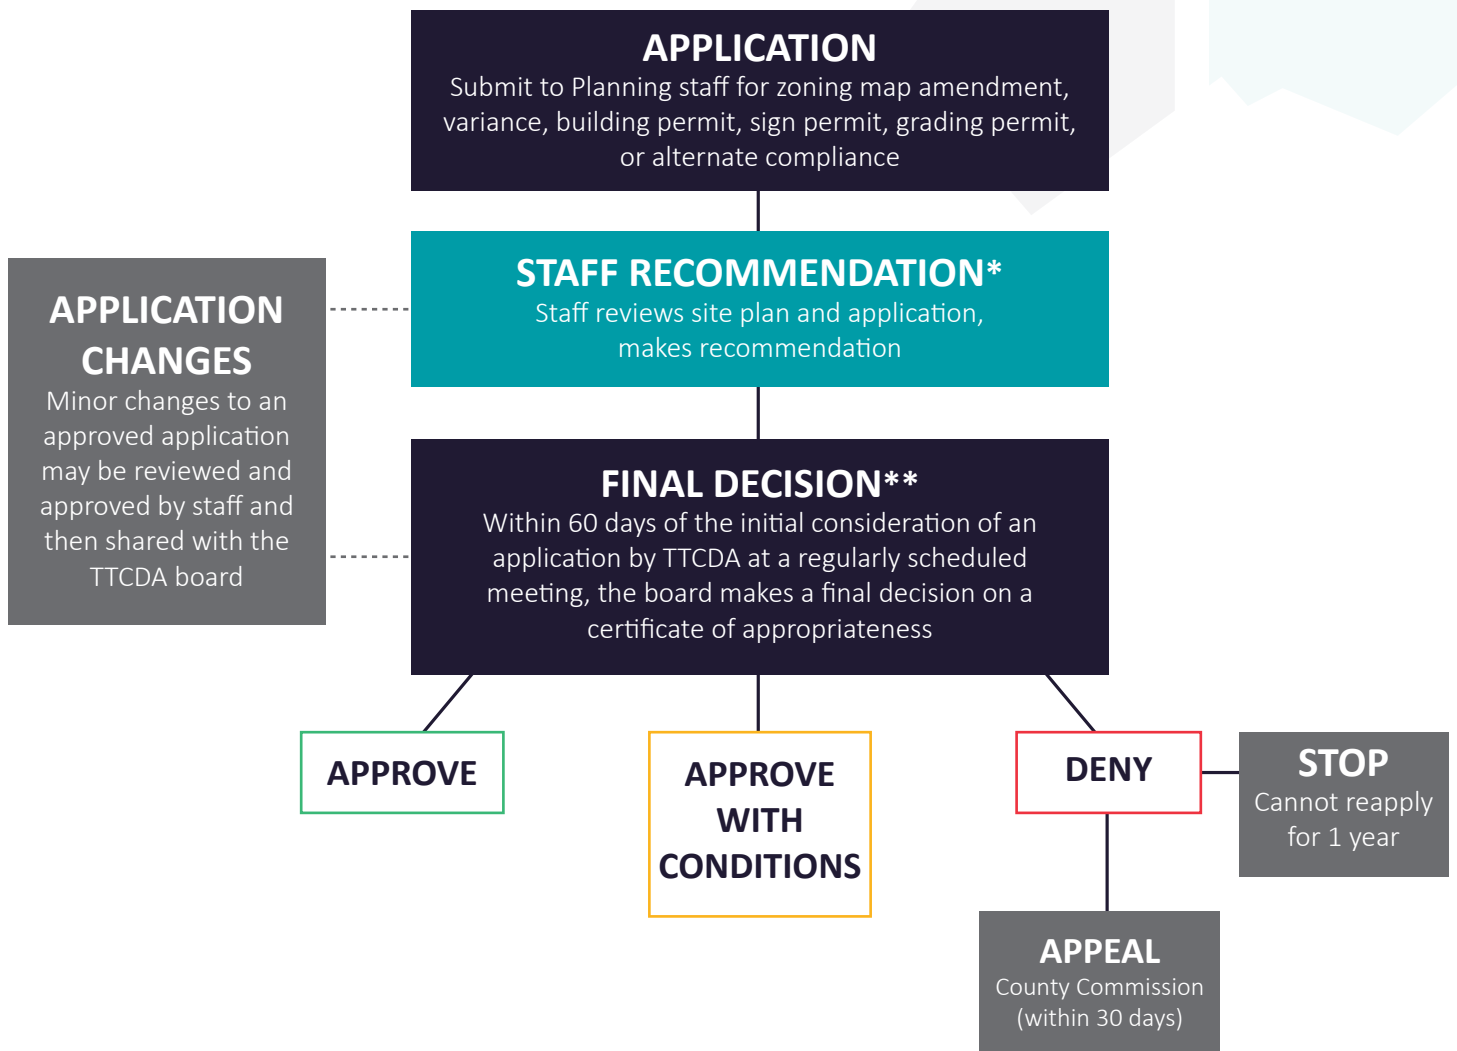 APPLICATION
Submit to Planning staff for zoning map amendment,
variance, building permit, sign permit, grading permit,
or alternate compliance
STAFF RECOMMENDATION*
Staff reviews site plan and application,
makes recommendation
APPLICATION
CHANGES
Minor changes to an
approved application
may be reviewed and
approved by staff and
then shared with the
TTCDA board
FINAL DECISION**
Within 60 days of the initial consideration of an
application by TTCDA at a regularly scheduled
meeting, the board makes a final decision on a
certificate of appropriateness
APPROVE
APPROVE
WITH
CONDITIONS
DENY
STOP
Cannot reapply
for 1 year
APPEAL
County Commission
(within 30 days)